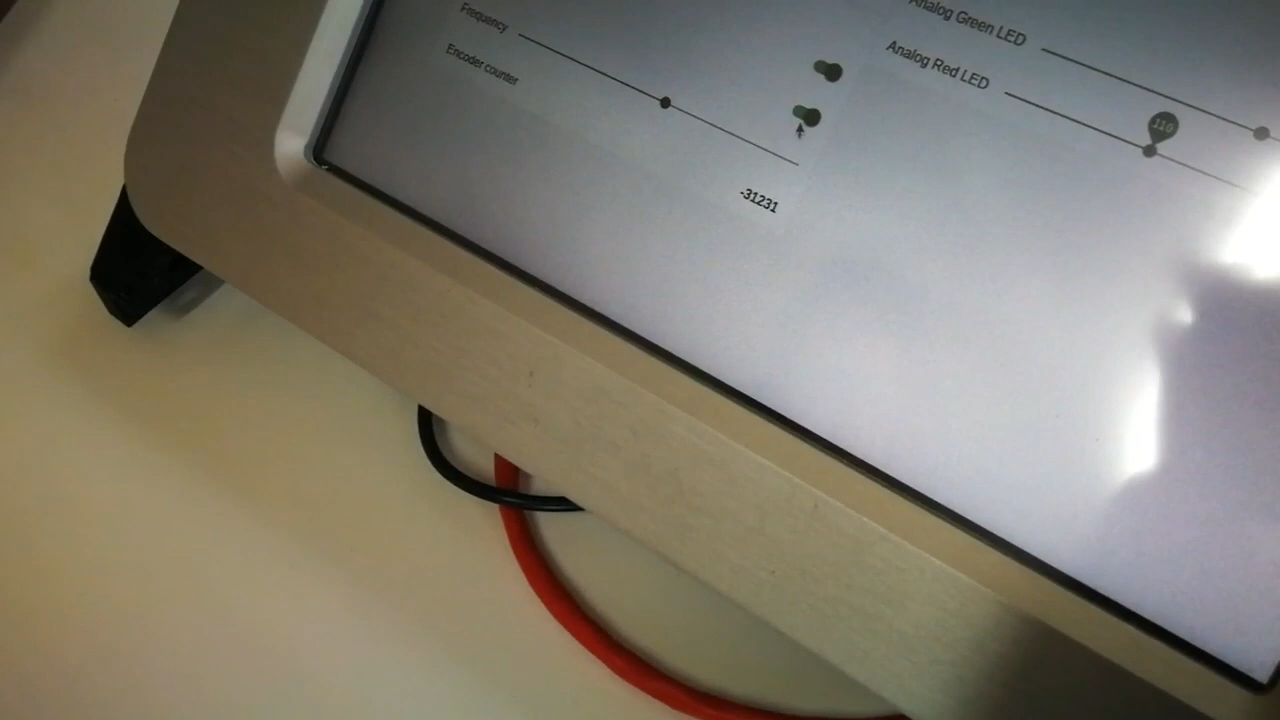 Frequency
Encoder counter
-31231
Analog Green LED
Analog Red LED
110